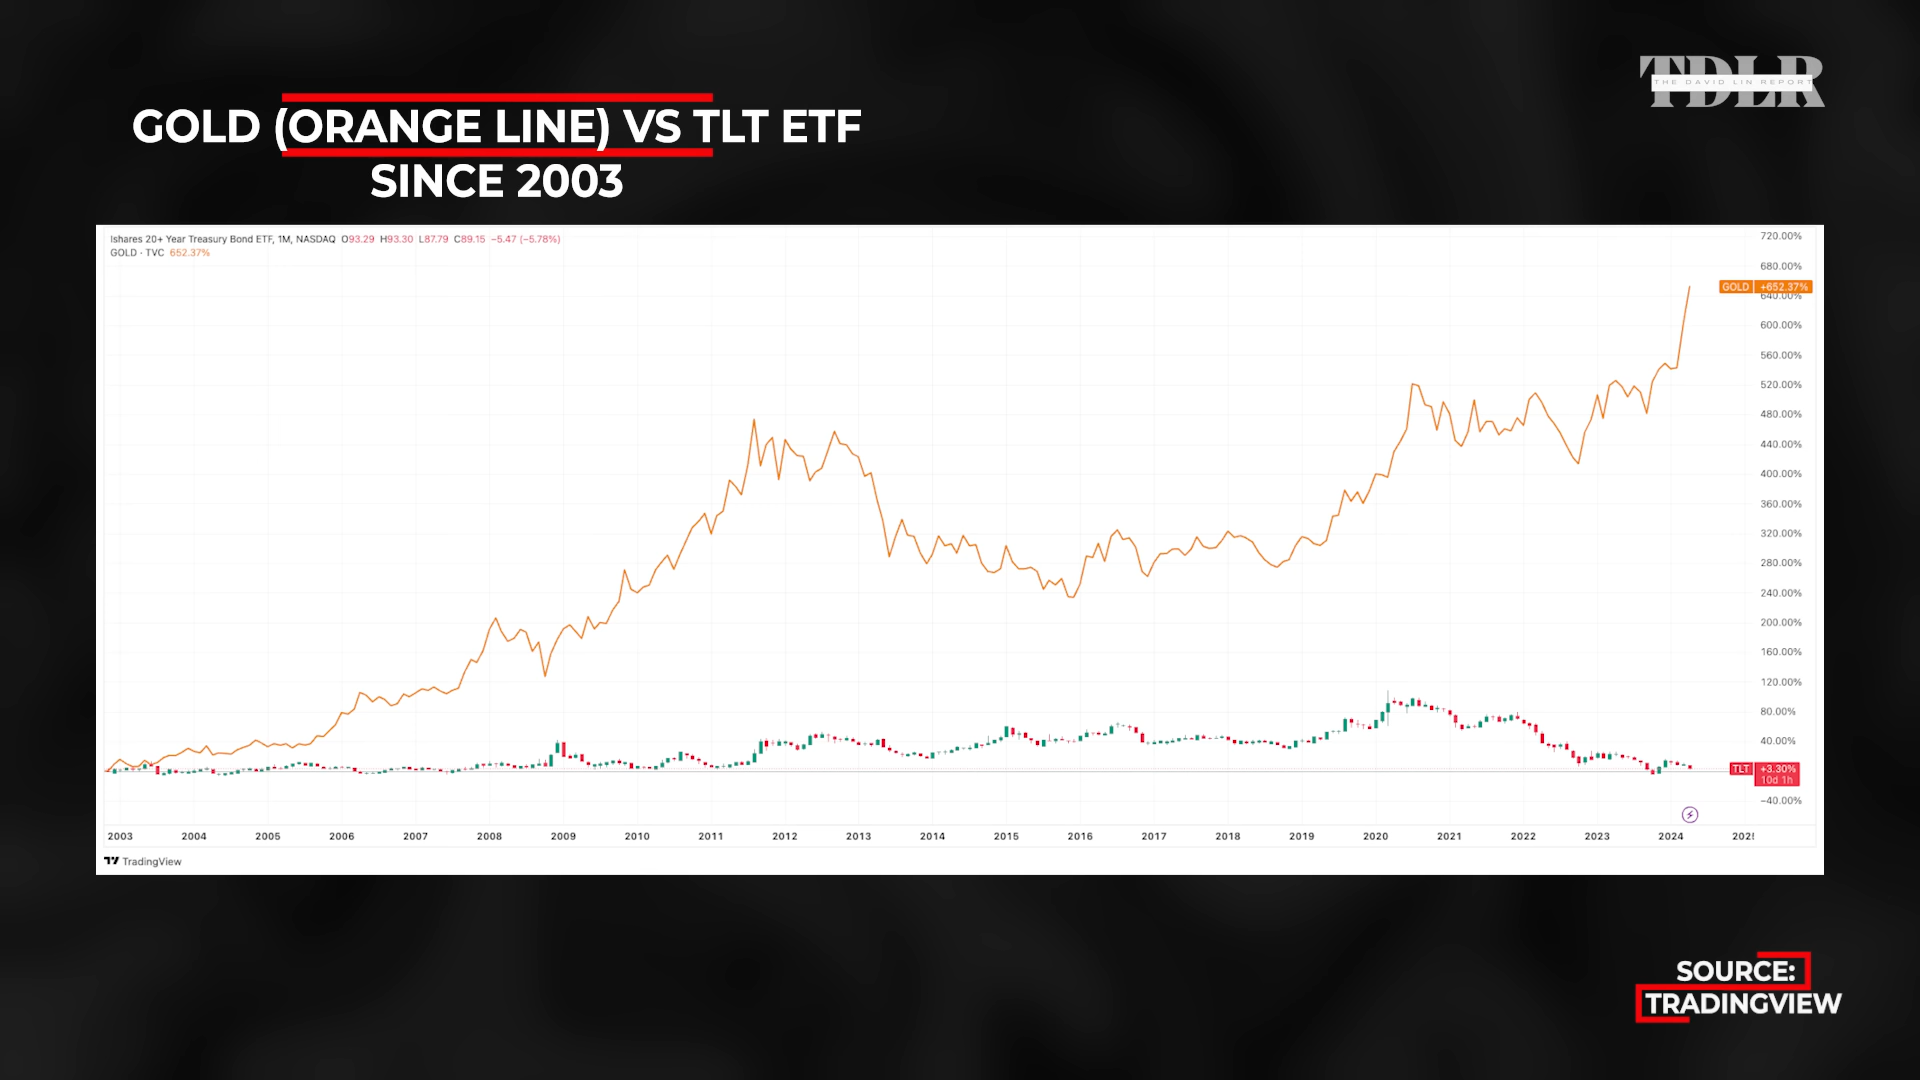 TDLR
THE DAVID LIN REPORT
GOLD (ORANGE LINE) VS TLT ETF
SINCE 2003
Ishares 20+ Year Treasury Bond ETF, 1M, NASDAQ O93.29 H93.30 L87.79 C89.15 −5.47 (−5.78%)
GOLD · TVC 652.37%
720.00%
680.00%
GOLD +652.37%
640.00%
600.00%
560.00%
520.00%
480.00%
440.00%
400.00%
360.00%
320.00%
280.00%
240.00%
200.00%
160.00%
120.00%
80.00%
40.00%
TLT +3.30%
10d 1h
−40.00%
2003 2004 2005 2006 2007 2008 2009 2010 2011 2012 2013 2014 2015 2016 2017 2018 2019 2020 2021 2022 2023 2024
TradingView
SOURCE:
TRADINGVIEW